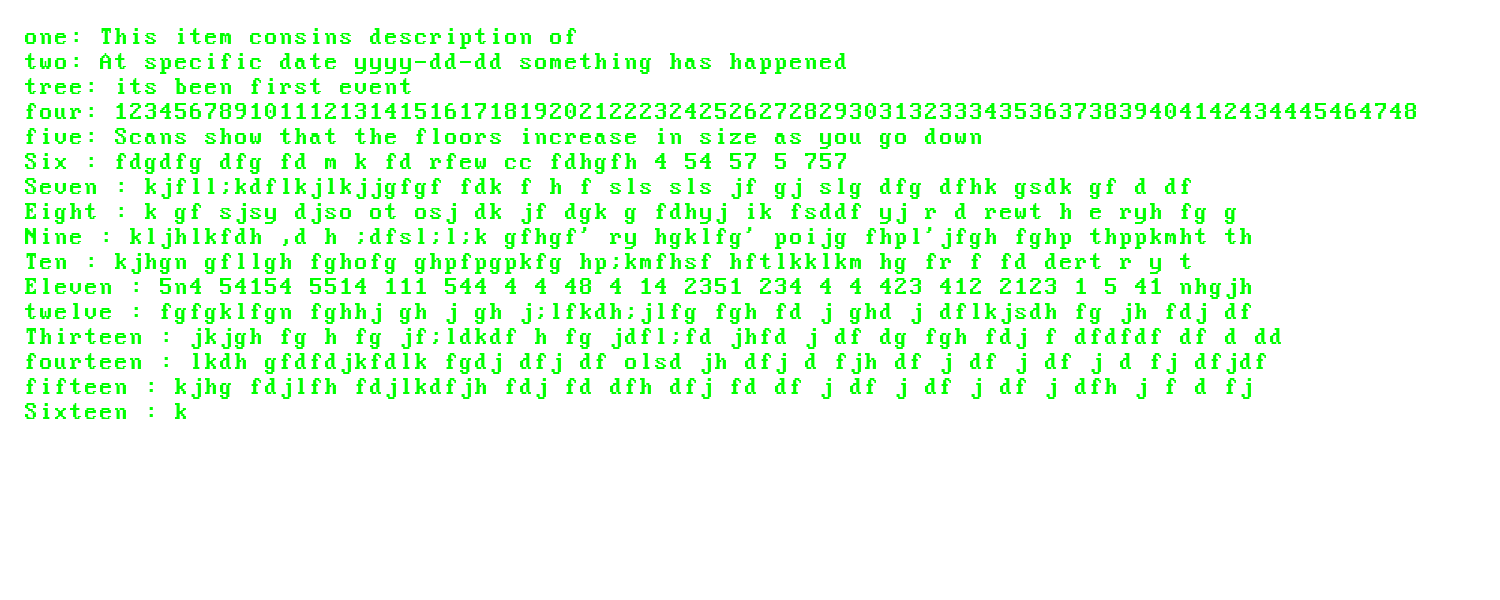 one: This item consins description of
two: At specific date yyyy-dd-dd something has happened
tree: its been first event
four: 123456789101112131415161718192021222324252627282930313233343536373839404142434445464748
five: Scans show that the floors increase in size as you go down
Six : fdgdfg dfg fd m k fd rfew cc fdhgfh 4 54 57 5 757
Seven : kjfll;kdflkjlkjjgfgf fdk f h f sls sls jf gj slg dfg dfhk gsdk gf d df
Eight : k gf sjsy djso ot osj dk jf dgk g fdhyj ik fsddf yj r d rewt h e ryh fg g
Nine : kljhlkfdh ,d h ;dfsl;l;k gfhgf' ry hgklfg' poijg fhpl'jfgh fghp thppkmht th
Ten : kjhgn gfllgh fghofg ghpfpgpkfg hp;kmfhsf hftlkklkm hg fr f fd dert r y t
Eleven : 5n4 54154 5514 111 544 4 4 48 4 14 2351 234 4 4 423 412 2123 1 5 41 nhgjh
twelve : fgfgklfgn fghhj gh j gh j;lfkdh;jlfg fgh fd j ghd j dflkjsdh fg jh fdj df
Thirteen : jkjgh fg h fg jf;ldkdf h fg jdfl;fd jhfd j df dg fgh fdj f dfdfdf df d dd
fourteen : lkdh gfdfdjkfdlk fgdj dfj df olsd jh dfj d fjh df j df j df j d fj dfjdf
fifteen : kjhg fdjlfh fdjlkdfjh fdj fd dfh dfj fd df j df j df j df j dfh j f d fj
Sixteen : k